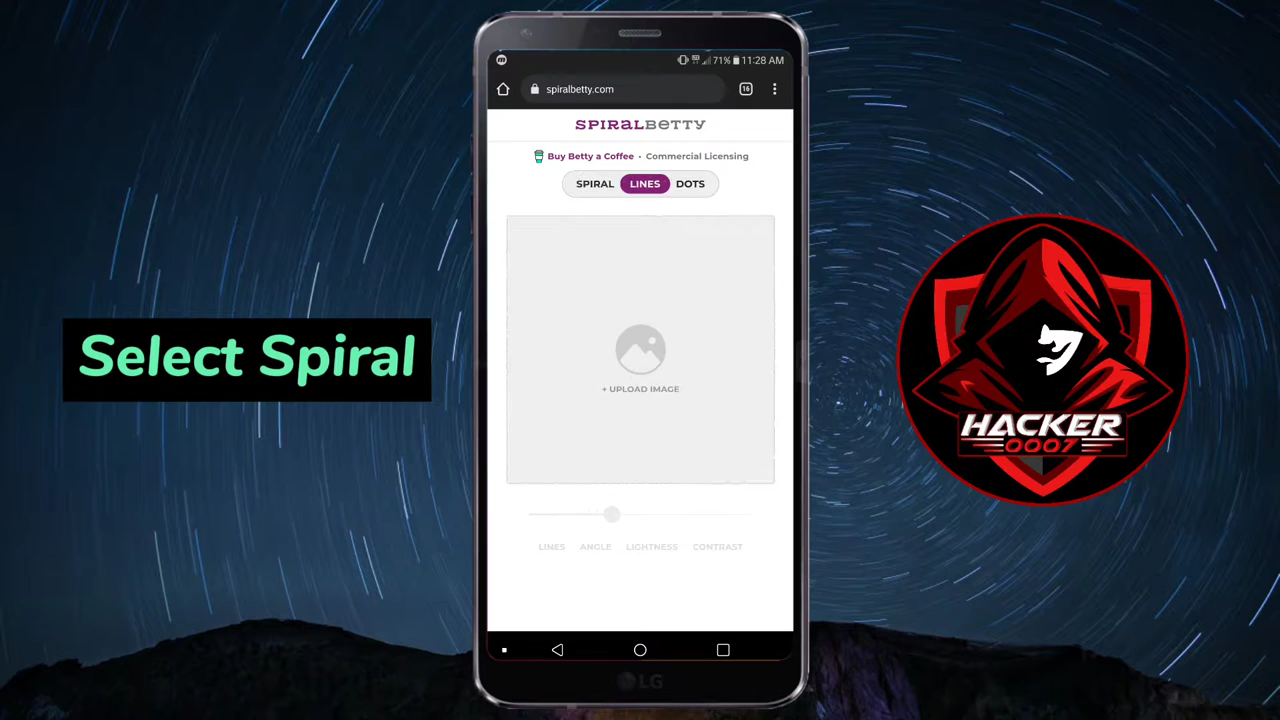 71% 11:28 AM
spiralbetty.com
16
SPIRALBETTY
Buy Betty a Coffee • Commercial Licensing
SPIRAL LINES DOTS
+ UPLOAD IMAGE
LINES ANGLE LIGHTNESS CONTRAST
LG
Select Spiral
HACKER
0007